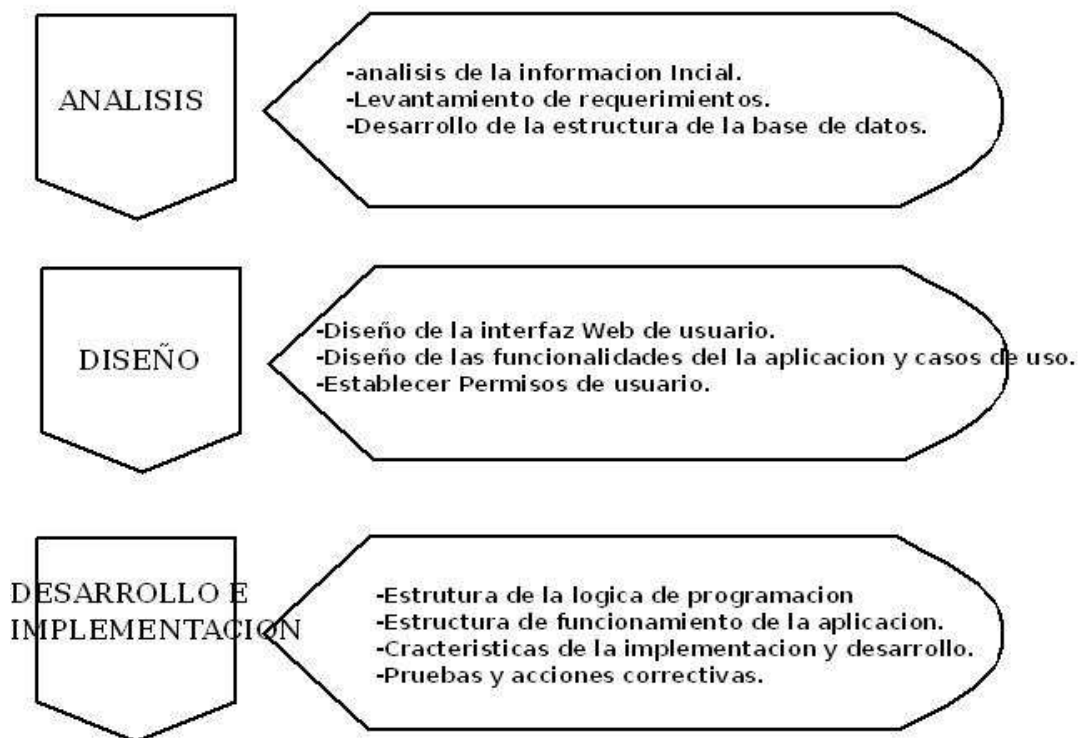 ANALISIS
-analisis de la informacion Incial.
-Levantamiento de requerimientos.
-Desarrollo de la estructura de la base de datos.
DISEÑO
-Diseño de la interfaz Web de usuario.
-Diseño de las funcionalidades del la aplicacion y casos de uso.
-Establecer Permisos de usuario.
DESARROLLO E
IMPLEMENTACION
-Estrutura de la logica de programacion
-Estructura de funcionamiento de la aplicacion.
-Cracteristicas de la implementacion y desarrollo.
-Pruebas y acciones correctivas.